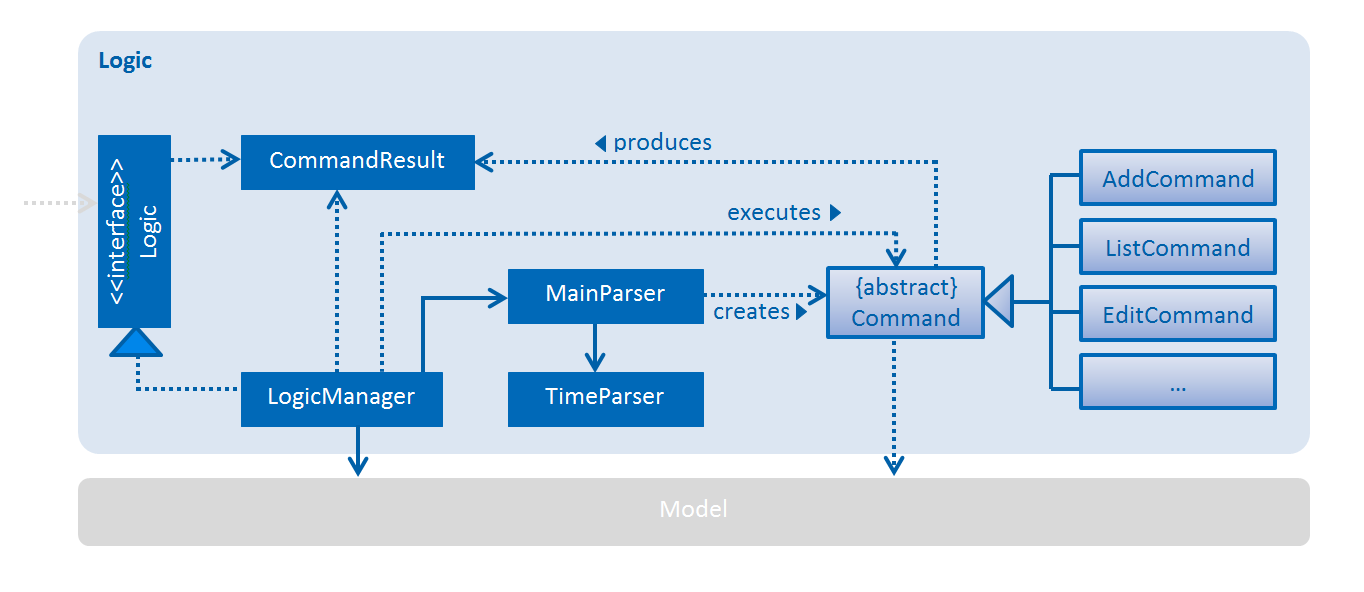 Logic
<<interface>>
Logic
CommandResult
produces
executes
MainParser
creates
{abstract}
Command
AddCommand
ListCommand
EditCommand
...
LogicManager
TimeParser
Model